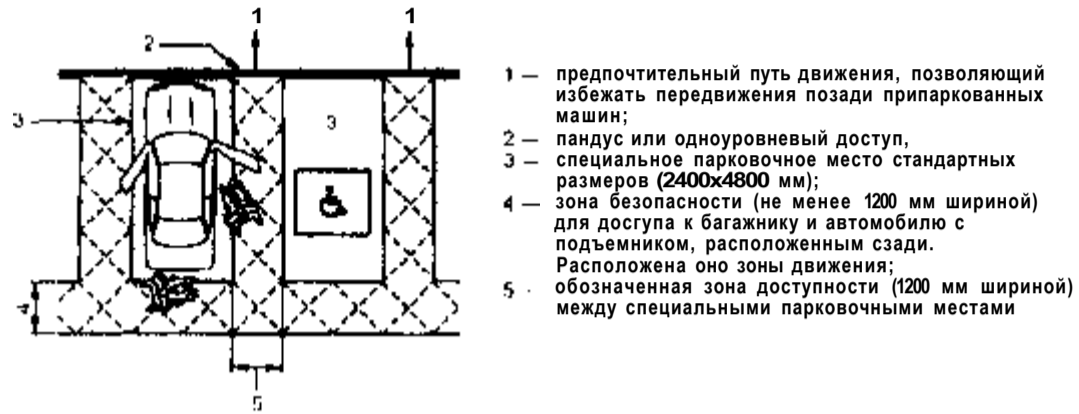 1 1
2
3
3
4
5
1 — предпочтительный путь движения, позволяющий
избежать передвижения позади припаркованных
машин;
2 — пандус или одноуровневый доступ,
3 — специальное парковочное место стандартных
размеров (2400х4800 мм);
4 — зона безопасности (не менее 1200 мм шириной)
для досгупа к багажнику и автомобилю с
подъемником, расположенным сзади.
Расположена оно зоны движения;
5 · обозначенная зона доступности (1200 мм шириной)
между специальными парковочными местами